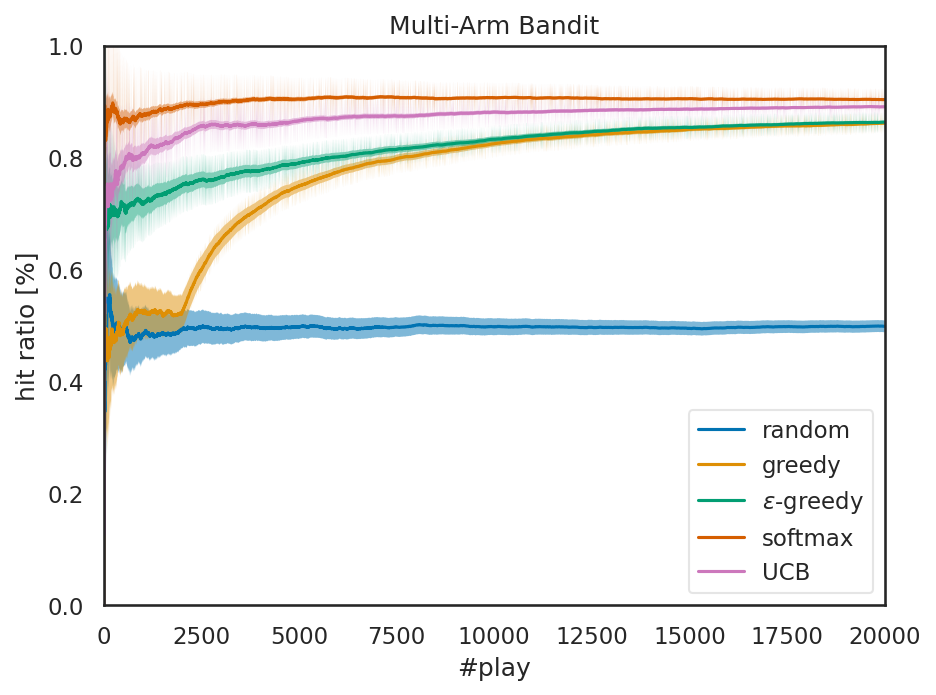 Multi-Arm Bandit
hit ratio [%]
1.0
0.8
0.6
0.4
0.2
0.0
random
greedy
ε-greedy
softmax
UCB
0 2500 5000 7500 10000 12500 15000 17500 20000
#play